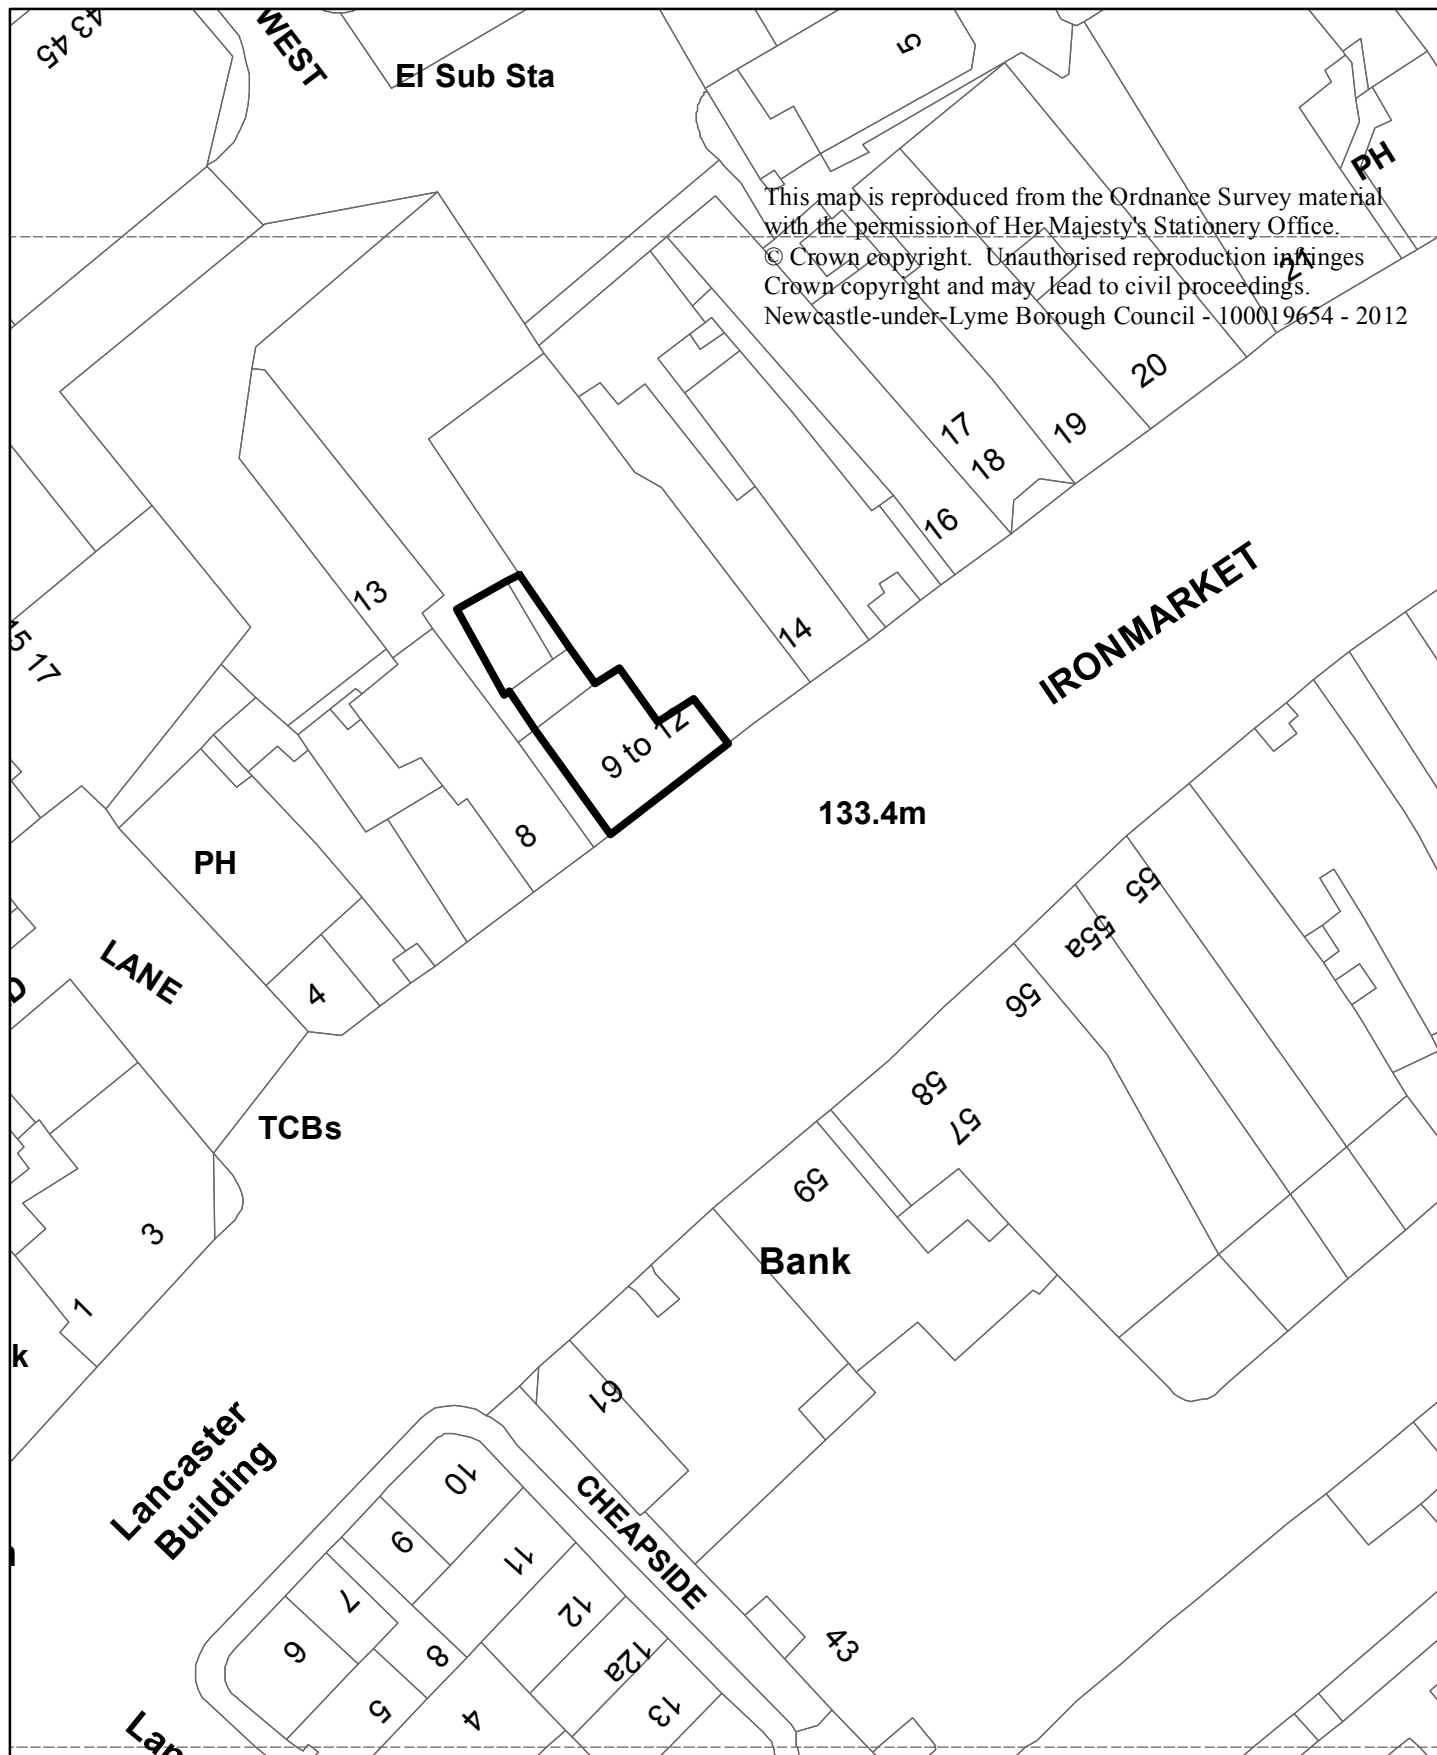 43 45
WEST
El Sub Sta
5
PH
This map is reproduced from the Ordnance Survey material
with the permission of Her Majesty's Stationery Office.
© Crown copyright. Unauthorised reproduction infringes
Crown copyright and may lead to civil proceedings.
Newcastle-under-Lyme Borough Council - 100019654 - 2012
21
20
19
17
18
16
IRONMARKET
13
14
15 17
9 to 12
133.4m
8
PH
LANE
4
55
55a
56
58
57
TCBs
59
Bank
3
1
k
61
Lancaster
Building
CHEAPSIDE
10
9
11
7
12
6
8
12a
43
5
4
13